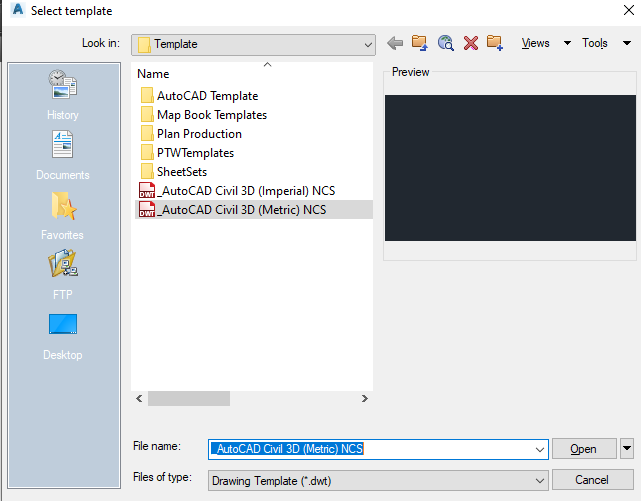 Select template
Look in:
Template
Views
Tools
History
Documents
Favorites
FTP
Desktop
Name
AutoCAD Template
Map Book Templates
Plan Production
PTWTemplates
SheetSets
DWT _AutoCAD Civil 3D (Imperial) NCS
DWT _AutoCAD Civil 3D (Metric) NCS
Preview
File name:
_AutoCAD Civil 3D (Metric) NCS
Open
Files of type:
Drawing Template (*.dwt)
Cancel